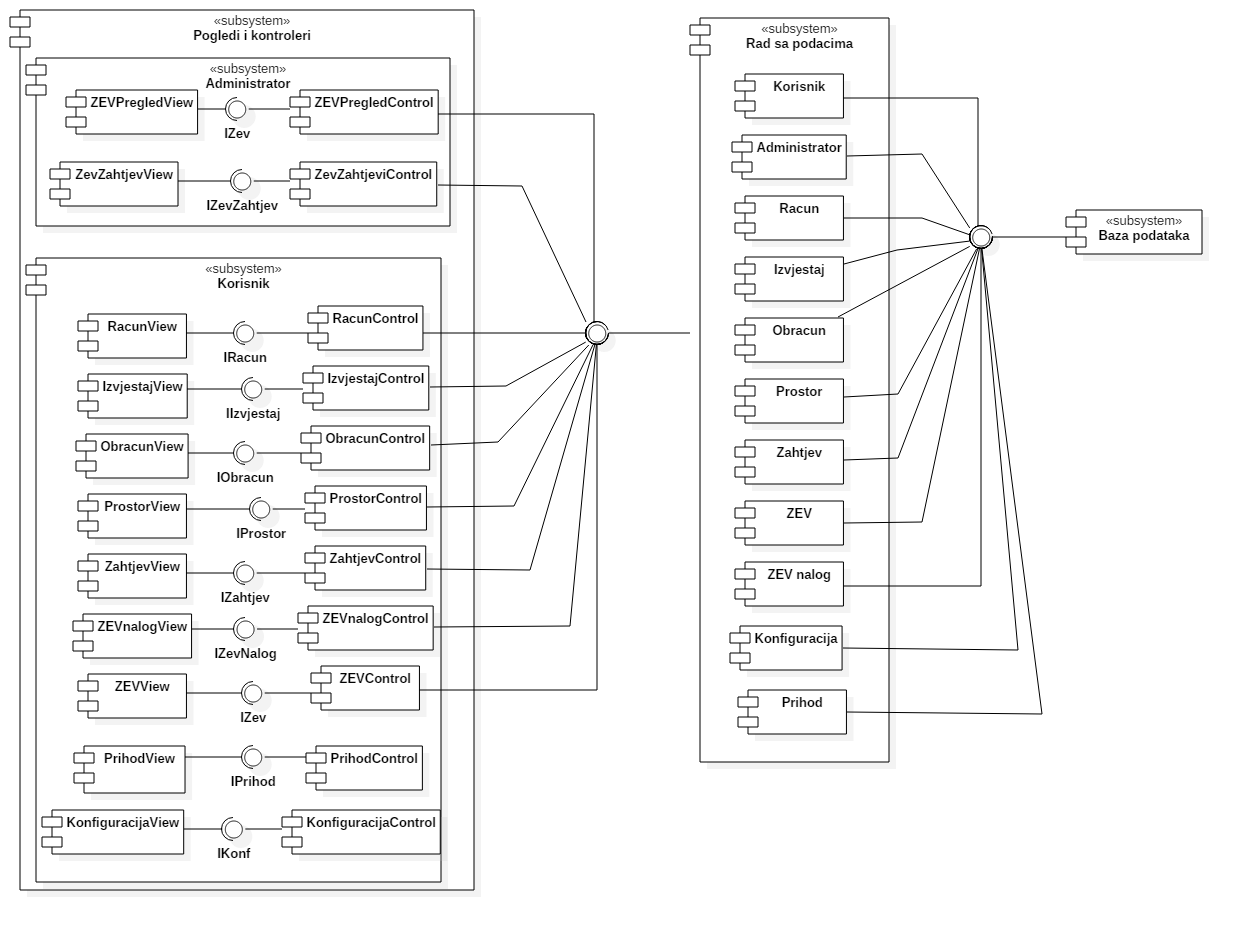 «subsystem»
Pogledi i kontroleri
«subsystem»
Administrator
ZEVPregledView
IZev
ZEVPregledControl
ZevZahtjevView
IZevZahtjev
ZevZahtjeviControl
«subsystem»
Korisnik
RacunView
IRacun
RacunControl
IzvjestajView
IIzvjestaj
IzvjestajControl
ObracunView
IObracun
ObracunControl
ProstorView
IProstor
ProstorControl
ZahtjevView
IZahtjev
ZahtjevControl
ZEVnalogView
IZevNalog
ZEVnalogControl
ZEVView
IZev
ZEVControl
PrihodView
IPrihod
PrihodControl
KonfiguracijaView
IKonf
KonfiguracijaControl
«subsystem»
Rad sa podacima
Korisnik
Administrator
Racun
Izvjestaj
Obracun
Prostor
Zahtjev
ZEV
ZEV nalog
Konfiguracija
Prihod
«subsystem»
Baza podataka